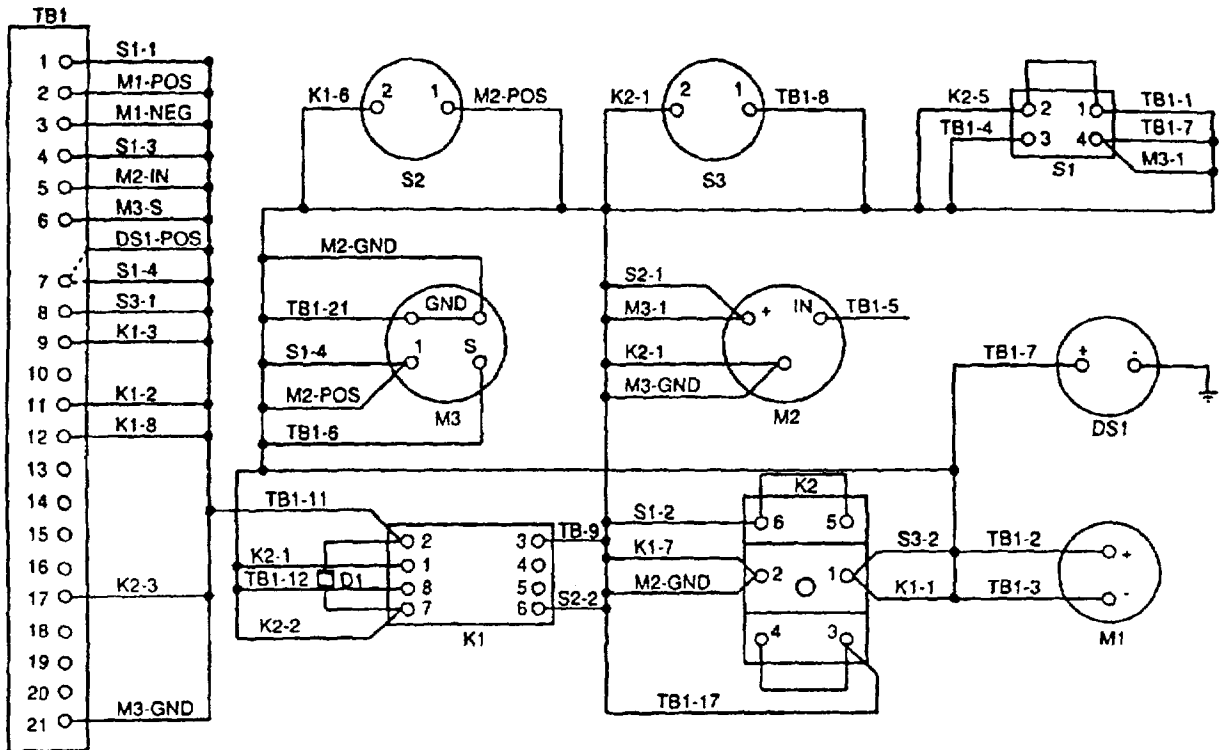 TB1
1 S1-1
2 M1-POS
3 M1-NEG
4 S1-3
5 M2-IN
6 M3-S
DS1-POS
7 S1-4
8 S3-1
9 K1-3
10
11 K1-2
12 K1-8
13
14
15
16
17 K2-3
18
19
20
21 M3-GND
K1-6 2 1 M2-POS
S2
K2-1 2 1 TB1-8
S3
K2-5 2 1 TB1-1
TB1-4 3 4 TB1-7
M3-1
S1
M2-GND
TB1-21 GND
S1-4 1 S
M2-POS
M3
TB1-6
S2-1
M3-1 + IN TB1-5
K2-1
M3-GND
M2
TB1-7 + -
DS1
TB1-11
2 3 TB-9
K2-1 1 4
TB1-12 D1 8 5
7 6 S2-2
K2-2
K1
K2
S1-2 6 5
K1-7
2 1
M2-GND
4 3
TB1-17
S3-2 TB1-2 +
K1-1 TB1-3 -
M1